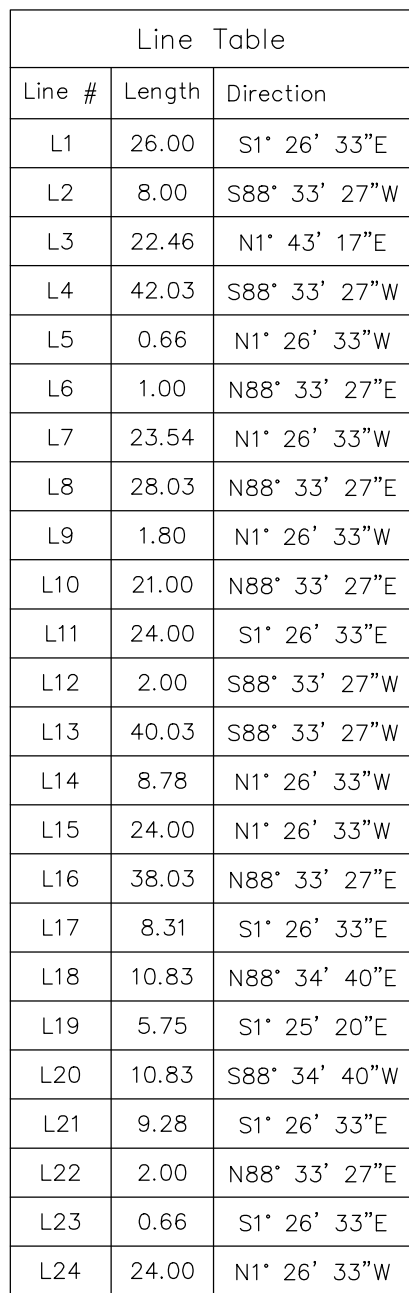 Line Table
Line # Length Direction
L1 26.00 S1° 26’ 33”E
L2 8.00 S88° 33’ 27”W
L3 22.46 N1° 43’ 17”E
L4 42.03 S88° 33’ 27”W
L5 0.66 N1° 26’ 33”W
L6 1.00 N88° 33’ 27”E
L7 23.54 N1° 26’ 33”W
L8 28.03 N88° 33’ 27”E
L9 1.80 N1° 26’ 33”W
L10 21.00 N88° 33’ 27”E
L11 24.00 S1° 26’ 33”E
L12 2.00 S88° 33’ 27”W
L13 40.03 S88° 33’ 27”W
L14 8.78 N1° 26’ 33”W
L15 24.00 N1° 26’ 33”W
L16 38.03 N88° 33’ 27”E
L17 8.31 S1° 26’ 33”E
L18 10.83 N88° 34’ 40”E
L19 5.75 S1° 25’ 20”E
L20 10.83 S88° 34’ 40”W
L21 9.28 S1° 26’ 33”E
L22 2.00 N88° 33’ 27”E
L23 0.66 S1° 26’ 33”E
L24 24.00 N1° 26’ 33”W